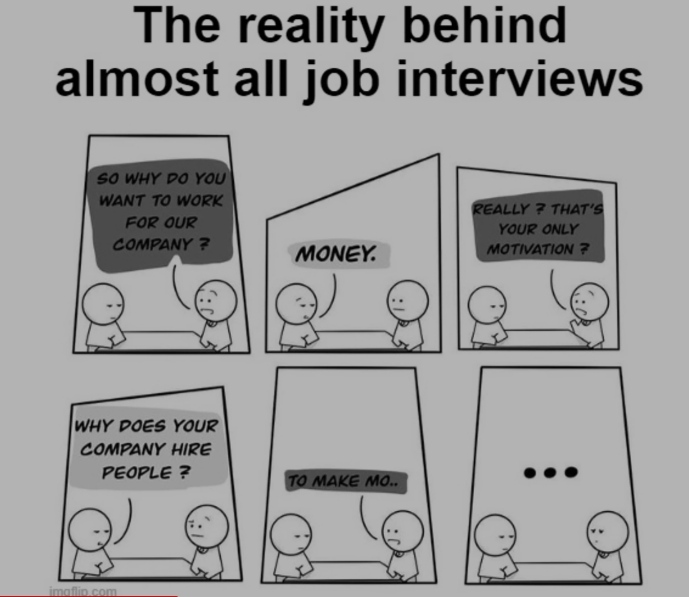 The reality behind
almost all job interviews
SO WHY DO YOU
WANT TO WORK
FOR OUR
COMPANY ?
MONEY.
REALLY ? THAT'S
YOUR ONLY
MOTIVATION ?
WHY DOES YOUR
COMPANY HIRE
PEOPLE ?
TO MAKE MO..
...
imgflip.com